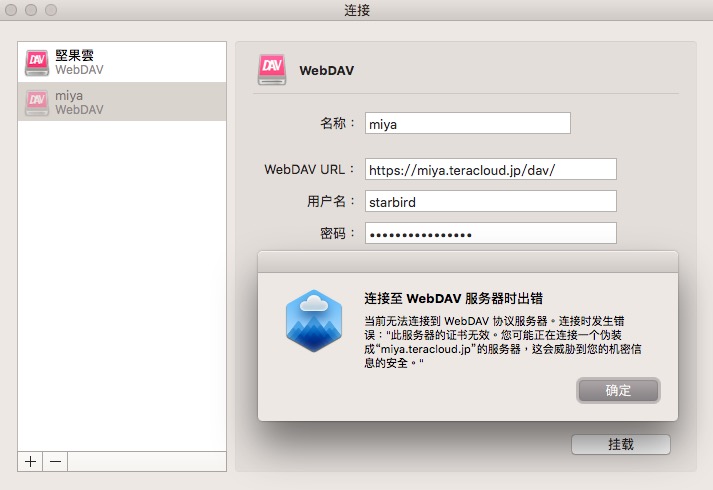 连接
DAV
堅果雲
WebDAV
DAV
miya
WebDAV
DAV
WebDAV
名称：
miya
WebDAV URL：
https://miya.teracloud.jp/dav/
用户名：
starbird
密码：
••••••••••••••••
连接至 WebDAV 服务器时出错
当前无法连接到 WebDAV 协议服务器。连接时发生错
误："此服务器的证书无效。您可能正在连接一个伪装
成“miya.teracloud.jp”的服务器，这会威胁到您的机密信
息的安全。"
确定
挂载